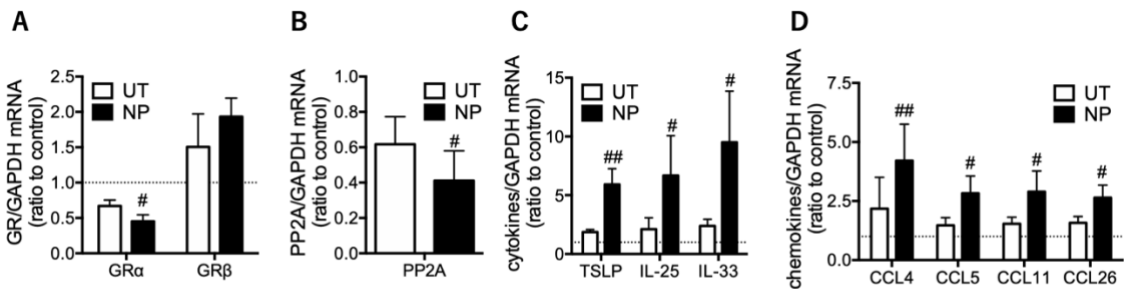 A
GR/GAPDH mRNA
(ratio to control)
2.5
2.0
1.5
1.0
0.5
0.0
UT
NP
#
GRα
GRβ
B
PP2A/GAPDH mRNA
(ratio to control)
1.0
0.8
0.6
0.4
0.2
0.0
UT
NP
#
PP2A
C
cytokines/GAPDH mRNA
(ratio to control)
15
10
5
0
UT
NP
##
#
#
TSLP
IL-25
IL-33
D
chemokines/GAPDH mRNA
(ratio to control)
7.5
5.0
2.5
0.0
UT
NP
##
#
#
#
CCL4
CCL5
CCL11
CCL26